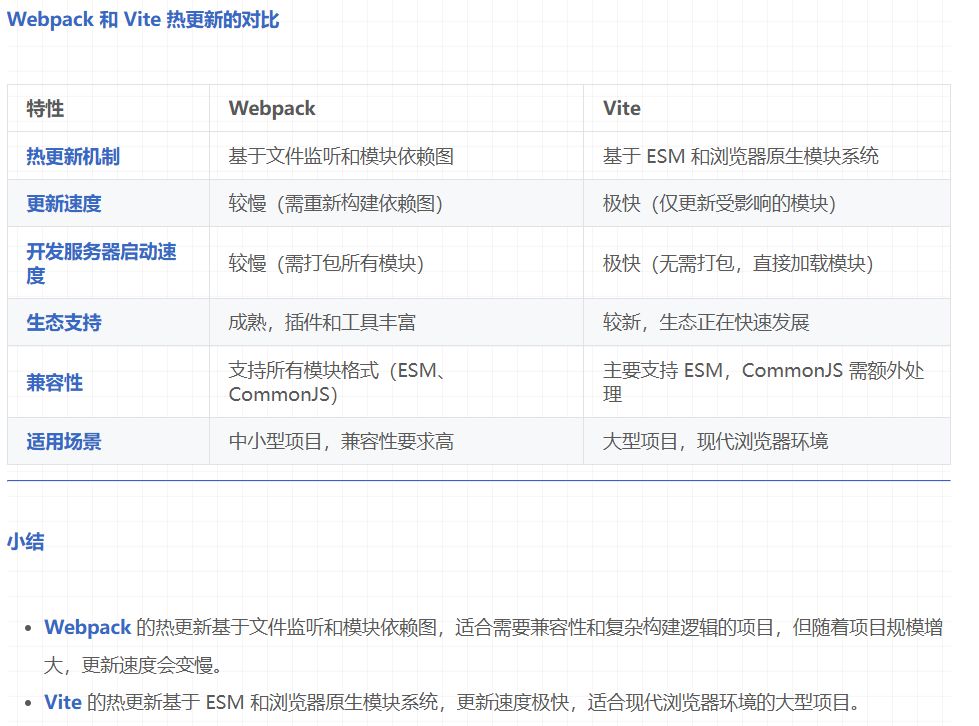 Webpack 和 Vite 热更新的对比
特性 Webpack Vite
热更新机制 基于文件监听和模块依赖图 基于 ESM 和浏览器原生模块系统
更新速度 较慢（需重新构建依赖图） 极快（仅更新受影响的模块）
开发服务器启动速
度 较慢（需打包所有模块） 极快（无需打包，直接加载模块）
生态支持 成熟，插件和工具丰富 较新，生态正在快速发展
兼容性 支持所有模块格式（ESM、
CommonJS） 主要支持 ESM，CommonJS 需额外处
理
适用场景 中小型项目，兼容性要求高 大型项目，现代浏览器环境
小结
• Webpack 的热更新基于文件监听和模块依赖图，适合需要兼容性和复杂构建逻辑的项目，但随着项目规模增
大，更新速度会变慢。
• Vite 的热更新基于 ESM 和浏览器原生模块系统，更新速度极快，适合现代浏览器环境的大型项目。